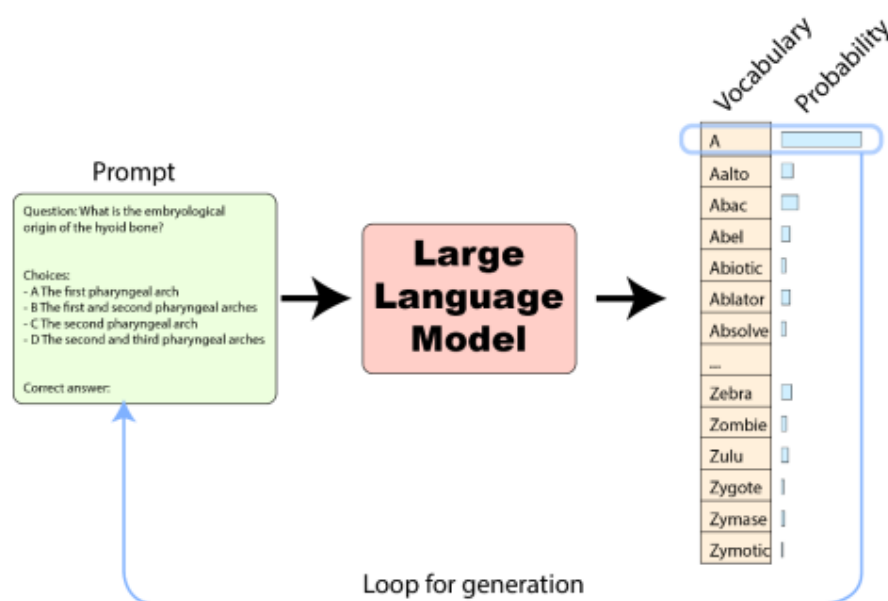 Vocabulary
Probability
Prompt
Question: What is the embryological
origin of the hyoid bone?
Choices:
- A The first pharyngeal arch
- B The first and second pharyngeal arches
- C The second pharyngeal arch
- D The second and third pharyngeal arches
Correct answer:
Large
Language
Model
A
Aalto
Abac
Abel
Abiotic
Ablator
Absolve
...
Zebra
Zombie
Zulu
Zygote
Zymase
Zymotic
Loop for generation